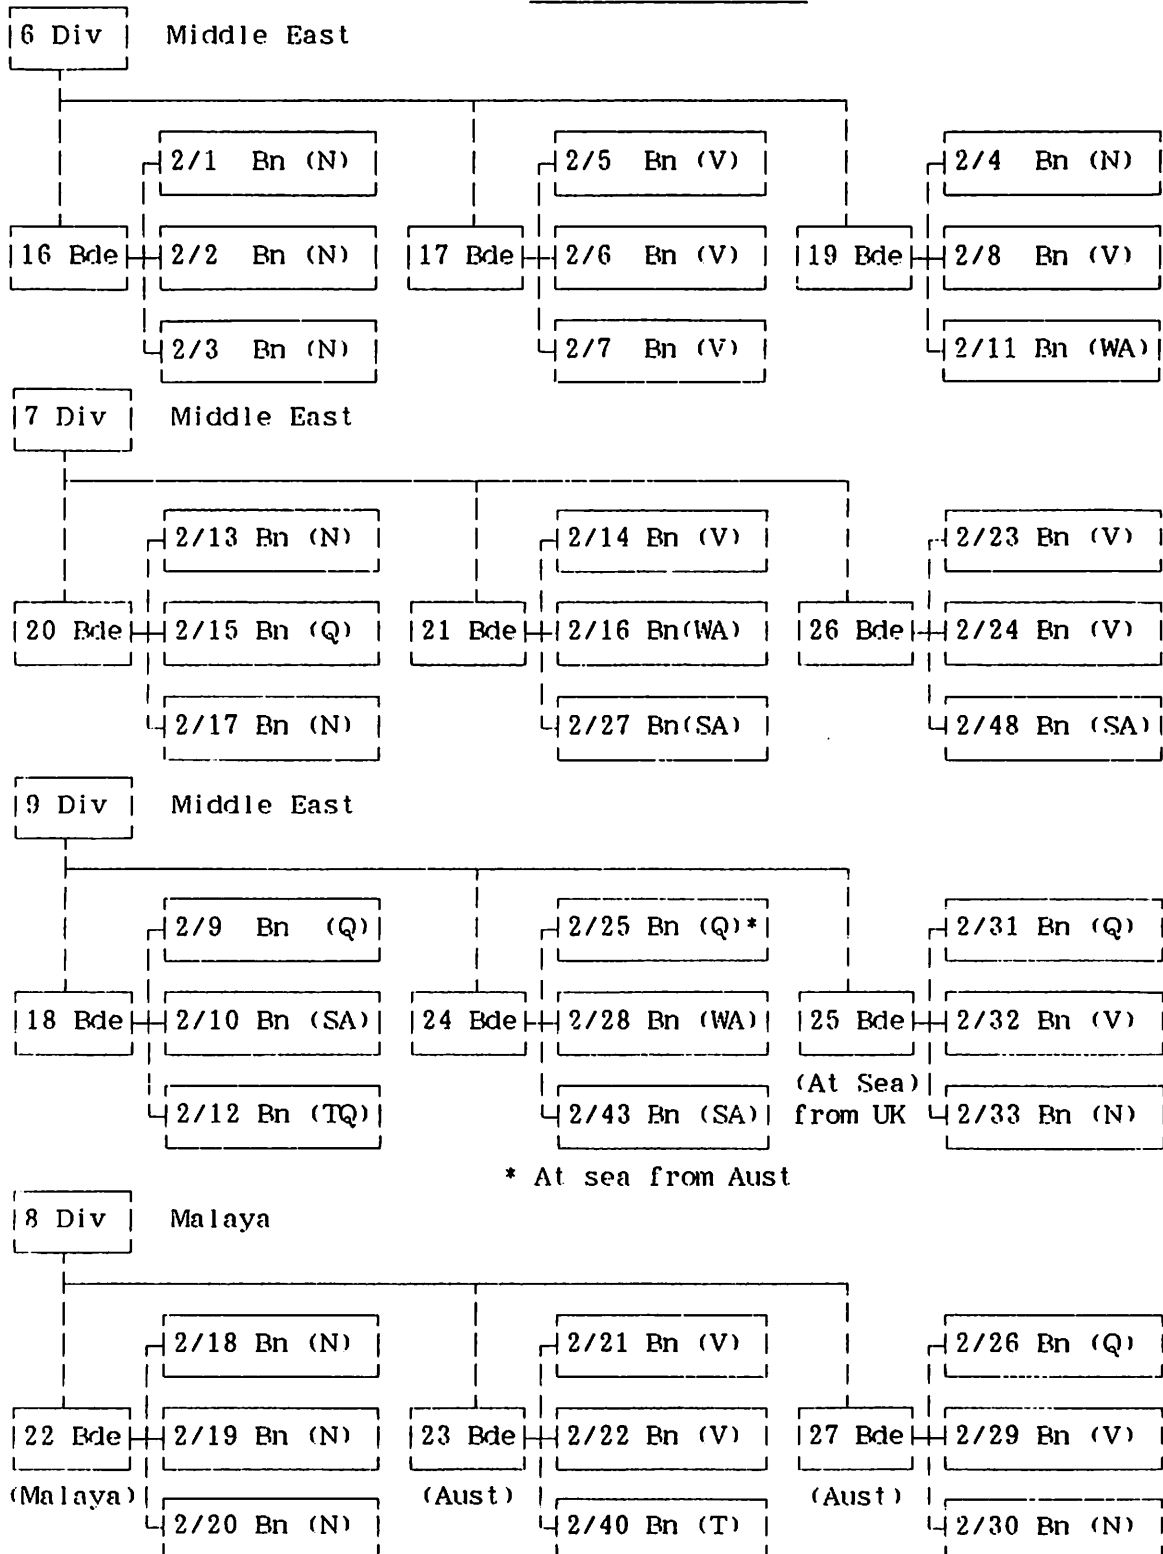 6 Div Middle East
2/1 Bn (N) 2/5 Bn (V) 2/4 Bn (N)
16 Bde 2/2 Bn (N) 17 Bde 2/6 Bn (V) 19 Bde 2/8 Bn (V)
2/3 Bn (N) 2/7 Bn (V) 2/11 Bn (WA)
7 Div Middle East
2/13 Bn (N) 2/14 Bn (V) 2/23 Bn (V)
20 Bde 2/15 Bn (Q) 21 Bde 2/16 Bn(WA) 26 Bde 2/24 Bn (V)
2/17 Bn (N) 2/27 Bn(SA) 2/48 Bn (SA)
9 Div Middle East
2/9 Bn (Q) 2/25 Bn (Q)* 2/31 Bn (Q)
18 Bde 2/10 Bn (SA) 24 Bde 2/28 Bn (WA) 25 Bde 2/32 Bn (V)
(At Sea)
2/12 Bn (TQ) 2/43 Bn (SA) from UK 2/33 Bn (N)
* At sea from Aust
8 Div Malaya
2/18 Bn (N) 2/21 Bn (V) 2/26 Bn (Q)
22 Bde 2/19 Bn (N) 23 Bde 2/22 Bn (V) 27 Bde 2/29 Bn (V)
(Malaya) (Aust) (Aust)
2/20 Bn (N) 2/40 Bn (T) 2/30 Bn (N)